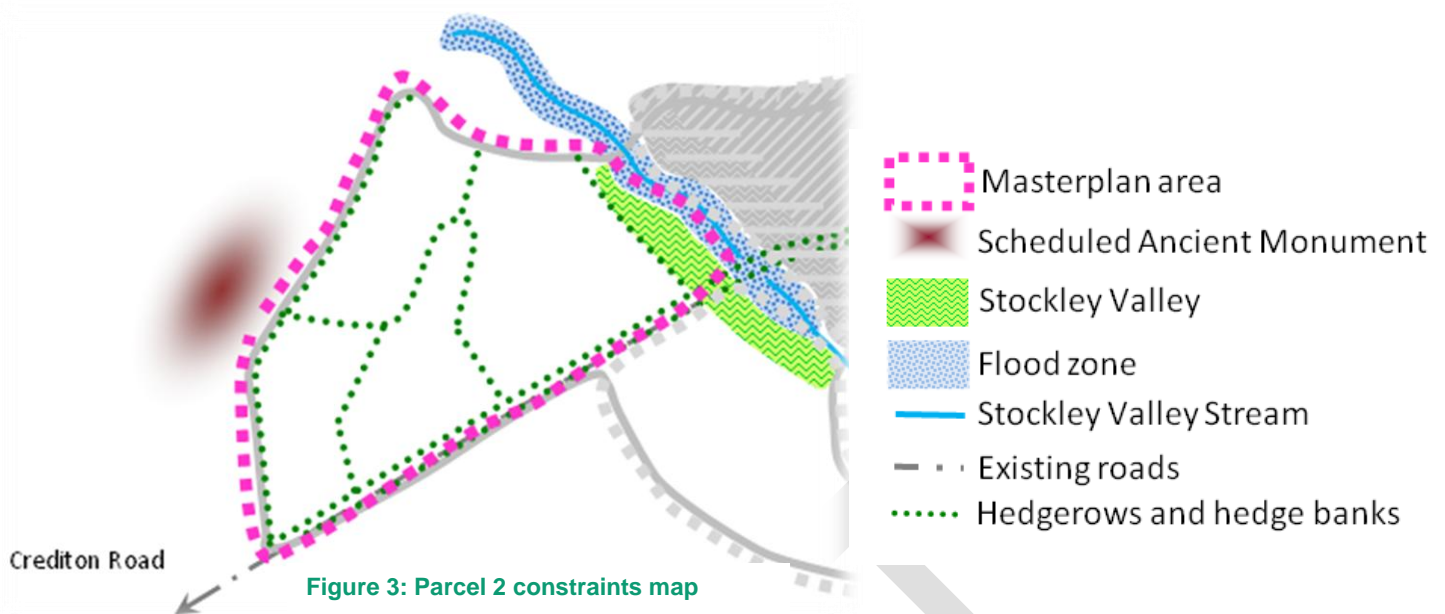 Masterplan area
Scheduled Ancient Monument
Stockley Valley
Flood zone
Stockley Valley Stream
Existing roads
Hedgerows and hedge banks
Crediton Road
Figure 3: Parcel 2 constraints map